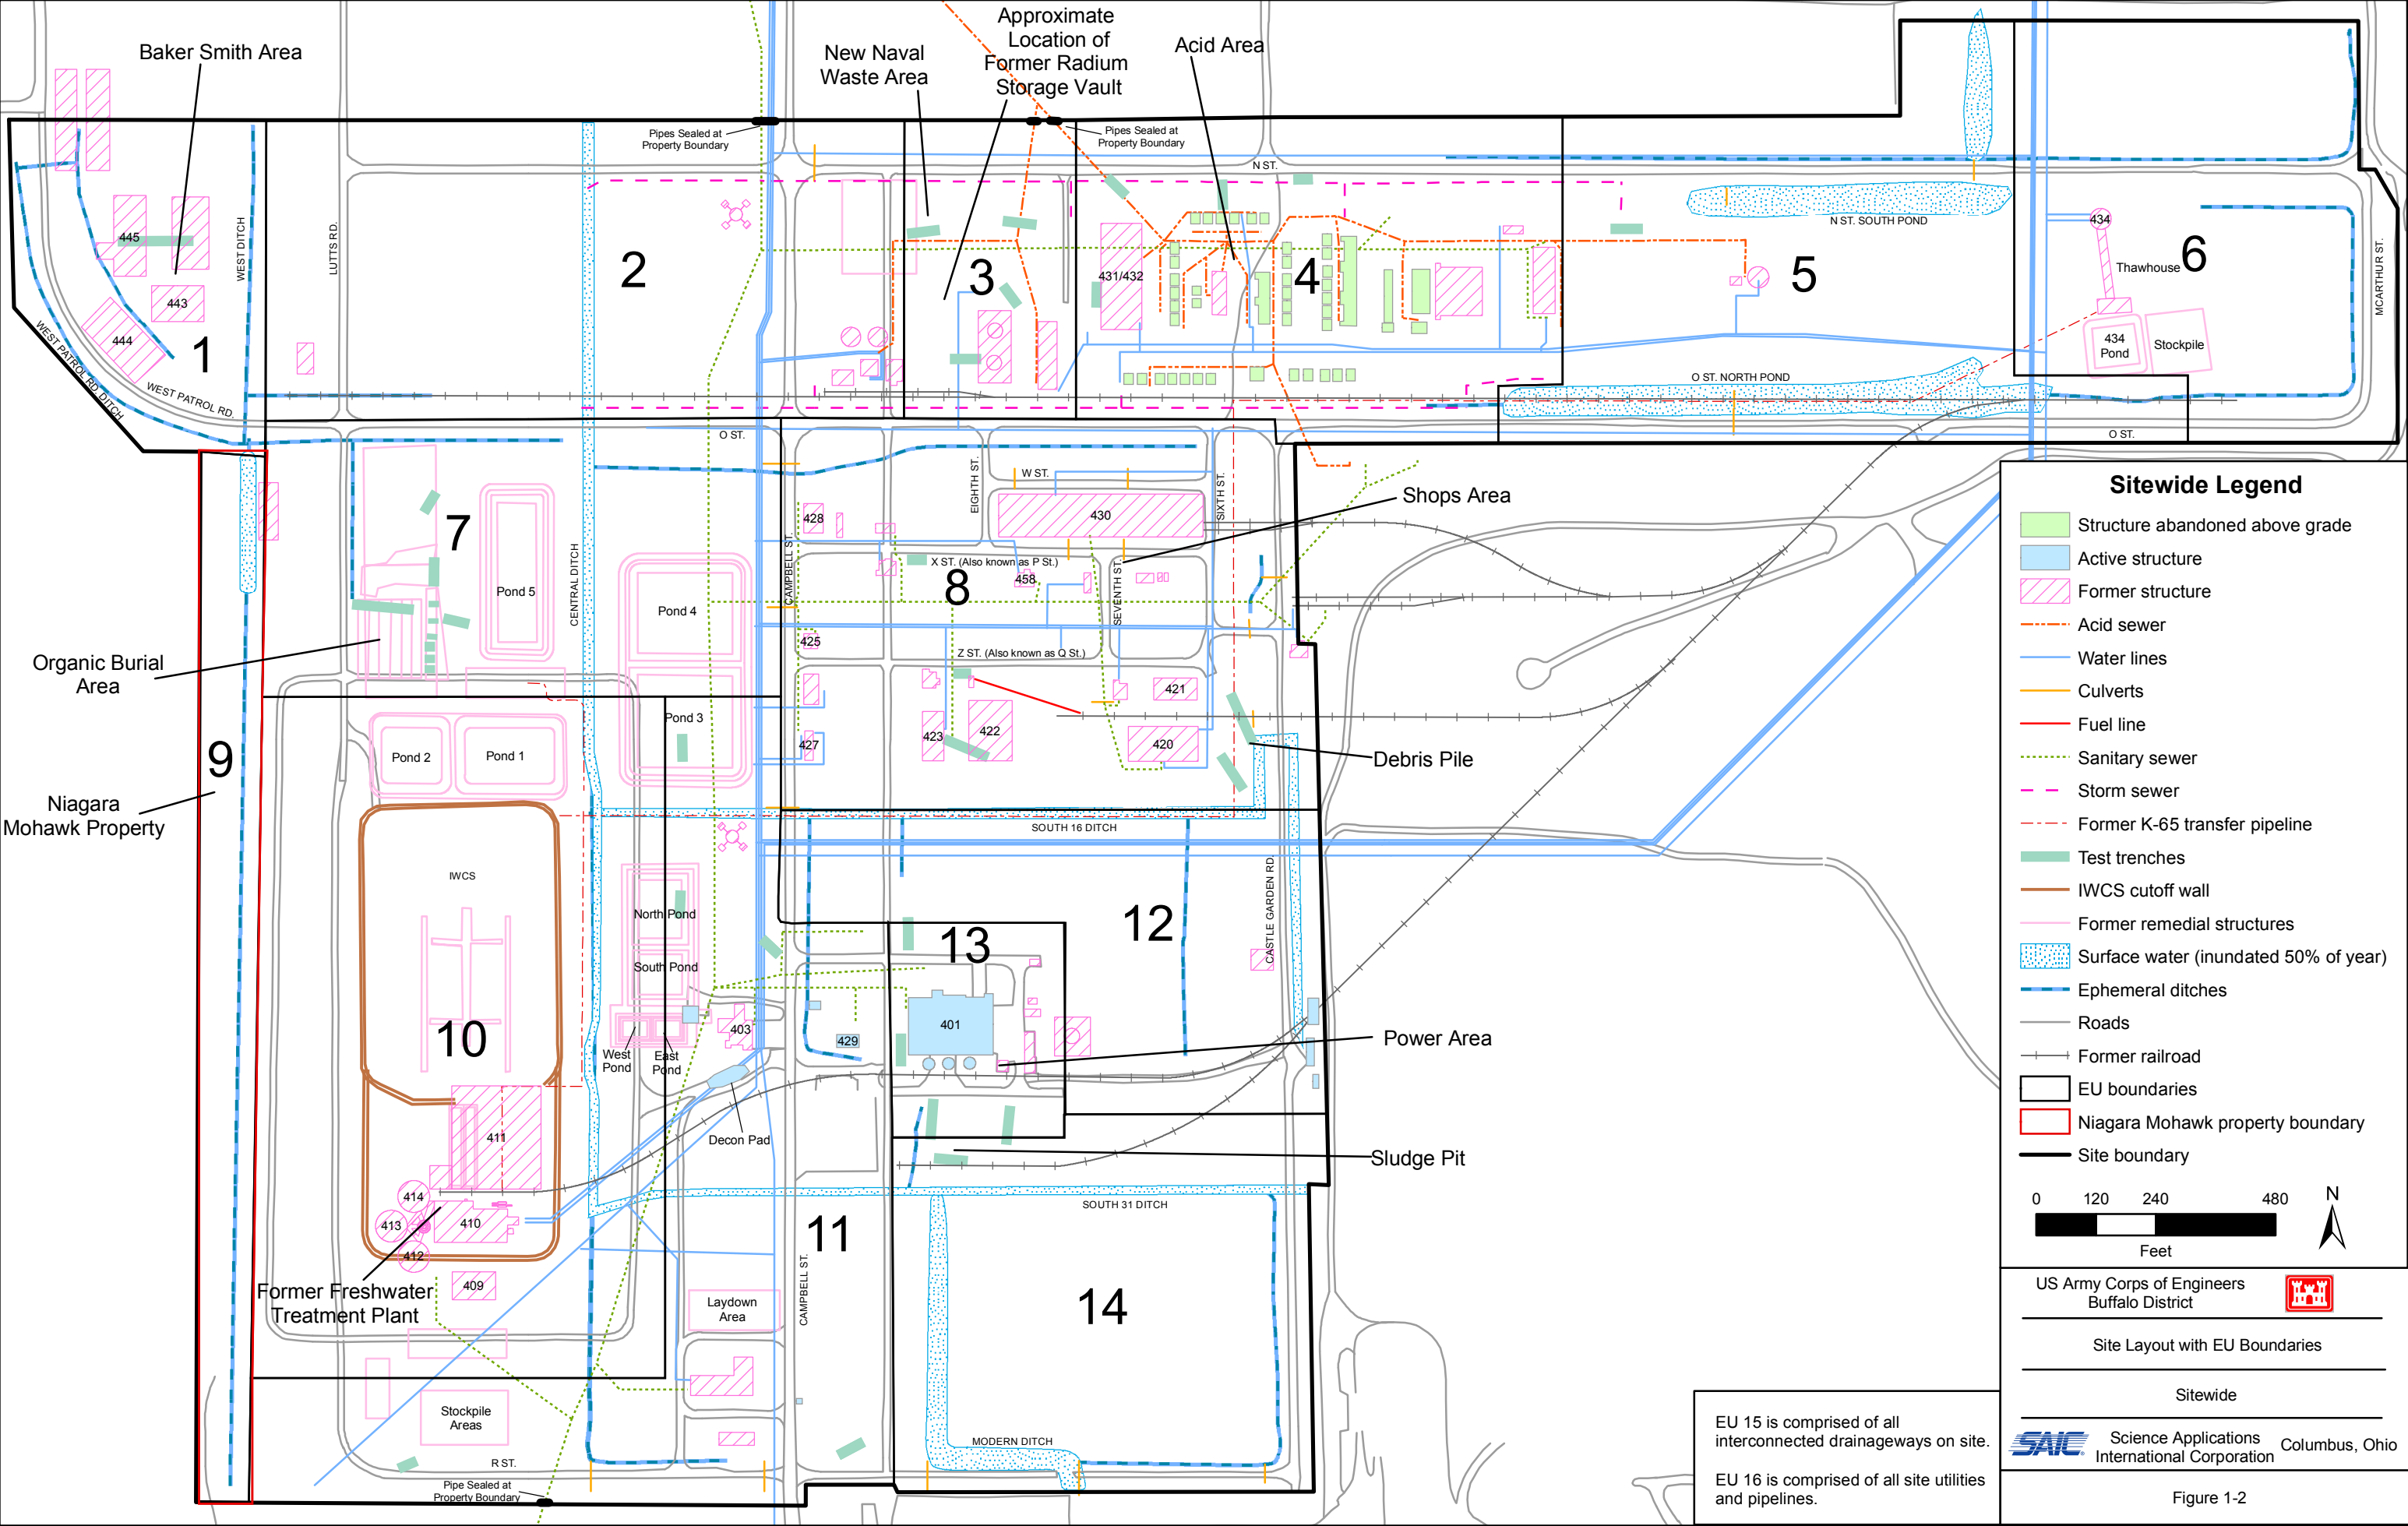 Approximate
Location of
Former Radium
Storage Vault
Baker Smith Area
New Naval
Waste Area
Acid Area
Pipes Sealed at
Property Boundary
Pipes Sealed at
Property Boundary
N ST.
N ST. SOUTH POND
445
443
444
1
WEST DITCH
LUTTS RD.
WEST PATROL RD. DITCH
WEST PATROL RD.
2
3
431/432
4
5
434
Thawhouse
6
434
Pond
Stockpile
MCARTHUR ST.
O ST. NORTH POND
O ST.
O ST.
7
Pond 5
CENTRAL DITCH
Pond 4
CAMPBELL ST.
428
EIGHTH ST.
W ST.
430
SIXTH ST.
Shops Area
X ST. (Also known as P St.)
458
8
SEVENTH ST.
425
Z ST. (Also known as Q St.)
Organic Burial
Area
421
Pond 3
423
422
420
427
Debris Pile
9
Pond 2
Pond 1
Niagara
Mohawk Property
SOUTH 16 DITCH
IWCS
North Pond
South Pond
12
13
CASTLE GARDEN RD.
10
401
429
403
West
Pond
East
Pond
Power Area
Decon Pad
411
Sludge Pit
414
413
410
412
409
SOUTH 31 DITCH
11
CAMPBELL ST.
Former Freshwater
Treatment Plant
Laydown
Area
14
Stockpile
Areas
MODERN DITCH
R ST.
Pipe Sealed at
Property Boundary
Sitewide Legend
Structure abandoned above grade
Active structure
Former structure
Acid sewer
Water lines
Culverts
Fuel line
Sanitary sewer
Storm sewer
Former K-65 transfer pipeline
Test trenches
IWCS cutoff wall
Former remedial structures
Surface water (inundated 50% of year)
Ephemeral ditches
Roads
Former railroad
EU boundaries
Niagara Mohawk property boundary
Site boundary
0 120 240 480
Feet
N
US Army Corps of Engineers
Buffalo District
Site Layout with EU Boundaries
Sitewide
SAIC
Science Applications
International Corporation
Columbus, Ohio
Figure 1-2
EU 15 is comprised of all
interconnected drainageways on site.
EU 16 is comprised of all site utilities
and pipelines.